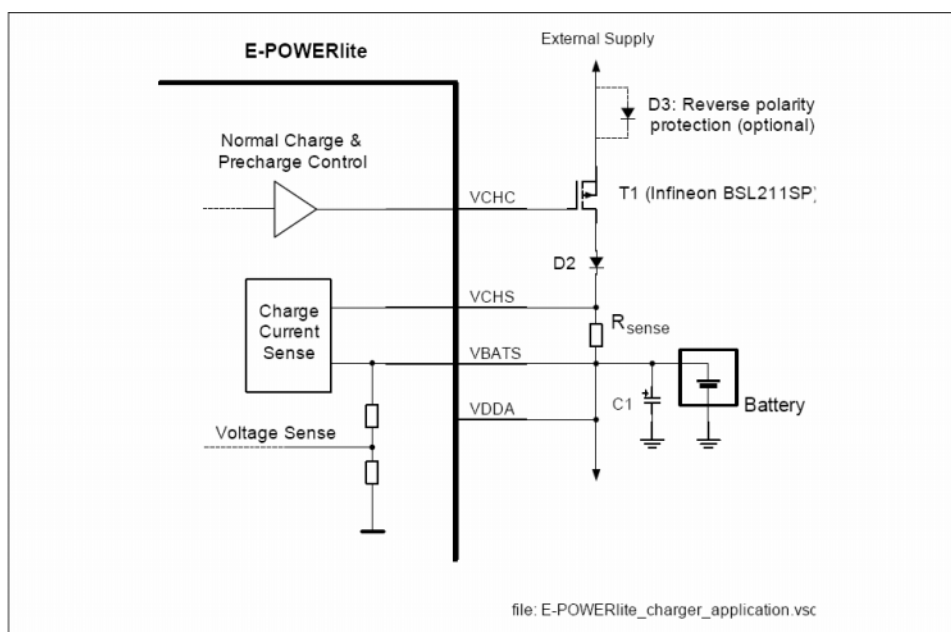 External Supply
E-POWERlite
D3: Reverse polarity
protection (optional)
Normal Charge &
Precharge Control
VCHC
T1 (Infineon BSL211SP)
D2
VCHS
Charge
Current
Sense
Rsense
VBATS
C1
Battery
VDDA
Voltage Sense
file: E-POWERlite_charger_application.vsc